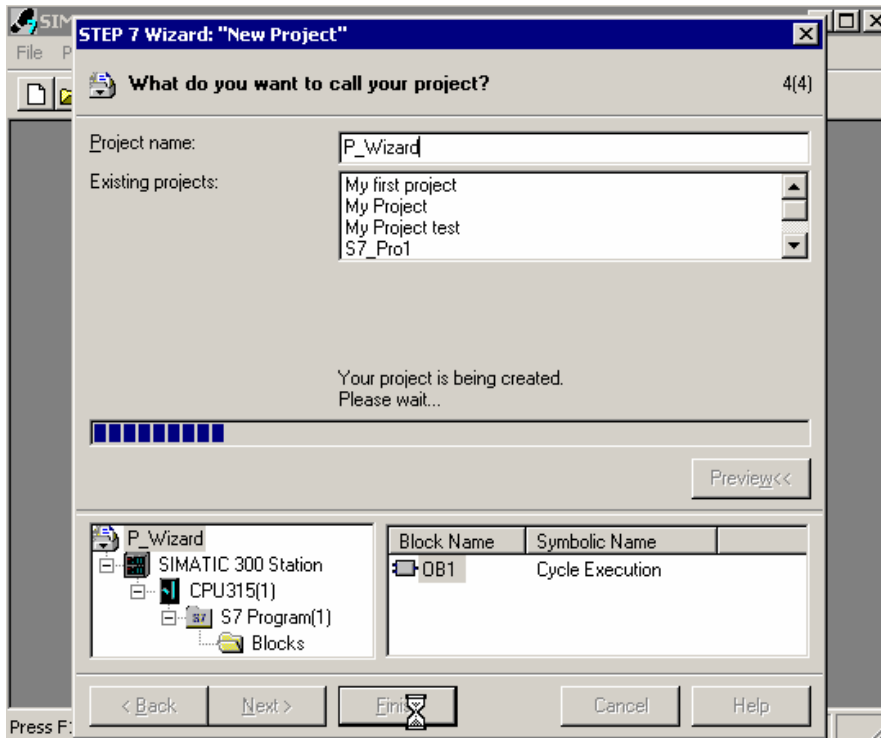 SIM
STEP 7 Wizard: "New Project"
File P
What do you want to call your project?
4(4)
Project name:
P_Wizard
Existing projects:
My first project
My Project
My Project test
S7_Pro1
Your project is being created.
Please wait...
Preview<<
P_Wizard
SIMATIC 300 Station
CPU315(1)
S7 Program(1)
Blocks
Block Name Symbolic Name
OB1 Cycle Execution
< Back
Next >
Finis
Cancel
Help
Press F1